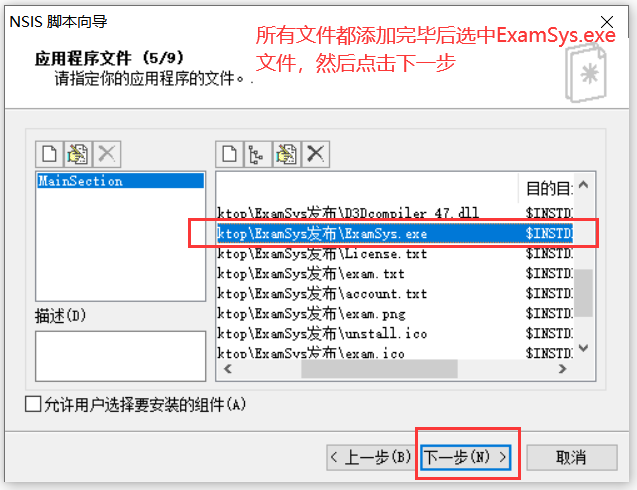 NSIS 脚本向导
所有文件都添加完毕后选中ExamSys.exe
文件，然后点击下一步
应用程序文件 (5/9)
请指定你的应用程序的文件。.
MainSection
目的目
ktop\ExamSys发布\D3Dcompiler_47.dll $INSTD
ktop\ExamSys发布\ExamSys.exe $INSTD
ktop\ExamSys发布\License.txt $INSTD
ktop\ExamSys发布\exam.txt $INSTD
ktop\ExamSys发布\account.txt $INSTD
ktop\ExamSys发布\exam.png $INSTD
ktop\ExamSys发布\unstall.ico $INSTD
ktop\ExamSys发布\exam.ico $INSTD
描述(D)
允许用户选择要安装的组件(A)
< 上一步(B) 下一步(N) > 取消